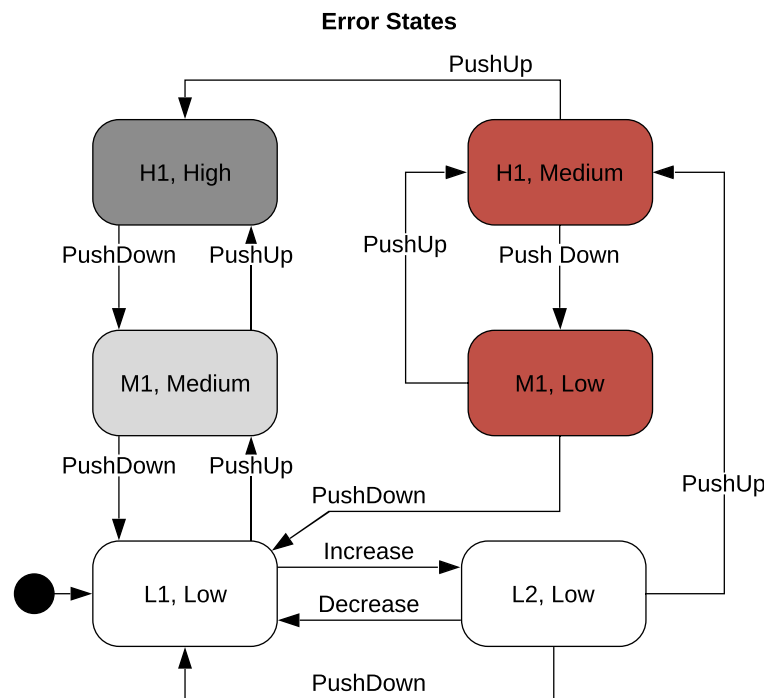 Error States
PushUp
H1, High
H1, Medium
PushDown
PushUp
PushUp
Push Down
M1, Medium
M1, Low
PushDown
PushUp
PushUp
PushDown
Increase
L1, Low
L2, Low
Decrease
PushDown